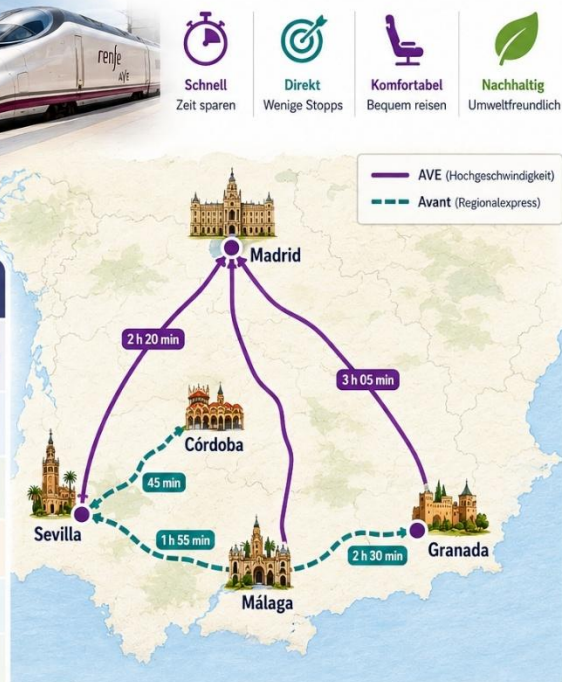 renfe
AVE
Schnell
Zeit sparen
Direkt
Wenige Stopps
Komfortabel
Bequem reisen
Nachhaltig
Umweltfreundlich
AVE (Hochgeschwindigkeit)
Avant (Regionalexpress)
Madrid
2 h 20 min
3 h 05 min
Córdoba
45 min
Sevilla
1 h 55 min
2 h 30 min
Granada
Málaga